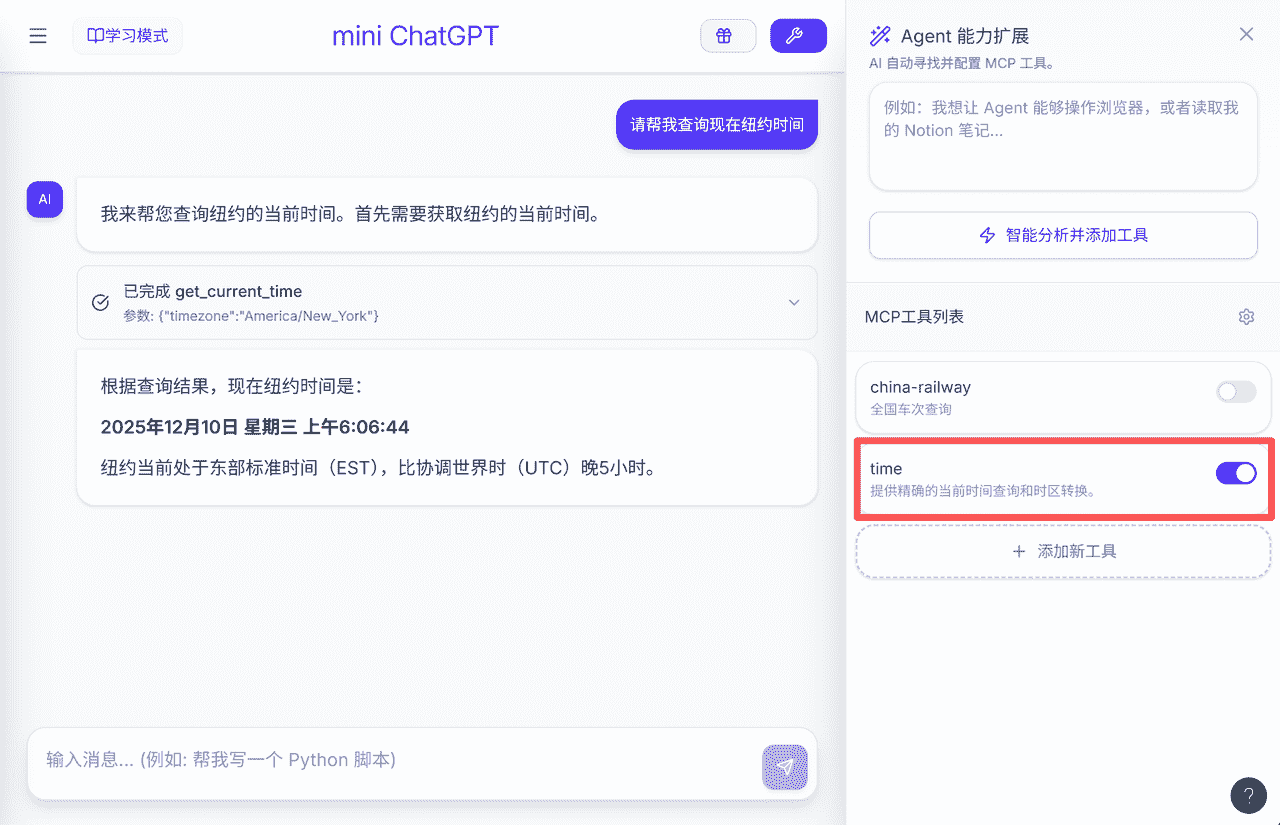 学习模式
mini ChatGPT
请帮我查询现在纽约时间
AI
我来帮您查询纽约的当前时间。首先需要获取纽约的当前时间。
已完成 get_current_time
参数: {"timezone":"America/New_York"}
根据查询结果，现在纽约时间是：
2025年12月10日 星期三 上午6:06:44
纽约当前处于东部标准时间（EST），比协调世界时（UTC）晚5小时。
输入消息... (例如: 帮我写一个 Python 脚本)
Agent 能力扩展
AI 自动寻找并配置 MCP 工具。
例如：我想让 Agent 能够操作浏览器，或者读取我
的 Notion 笔记...
智能分析并添加工具
MCP工具列表
china-railway
全国车次查询
time
提供精确的当前时间查询和时区转换。
+ 添加新工具
?